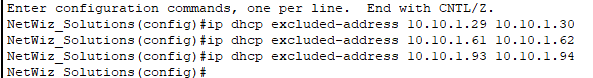 Enter configuration commands, one per line.  End with CNTL/Z.
NetWiz_Solutions(config)#ip dhcp excluded-address 10.10.1.29 10.10.1.30
NetWiz_Solutions(config)#ip dhcp excluded-address 10.10.1.61 10.10.1.62
NetWiz_Solutions(config)#ip dhcp excluded-address 10.10.1.93 10.10.1.94
NetWiz_Solutions(config)#